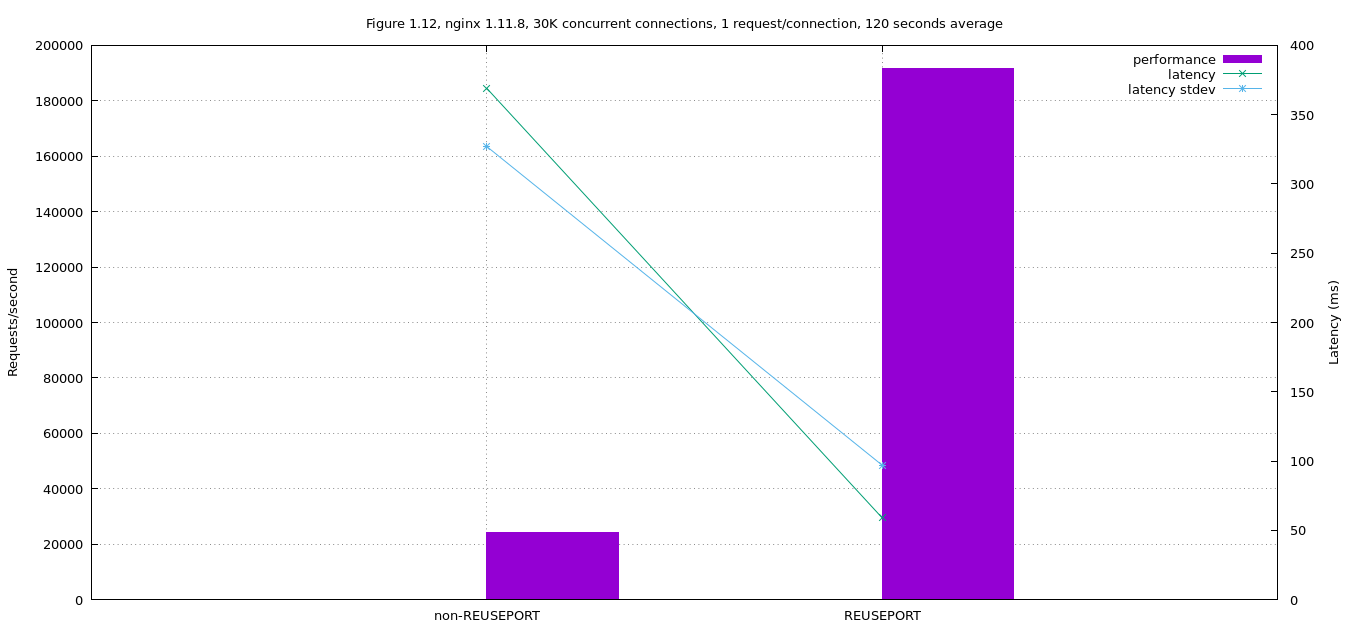 Figure 1.12, nginx 1.11.8, 30K concurrent connections, 1 request/connection, 120 seconds average
performance
latency
latency stdev
Requests/second
200000
180000
160000
140000
120000
100000
80000
60000
40000
20000
0
400
350
300
250
200
150
100
50
0
Latency (ms)
non-REUSEPORT
REUSEPORT